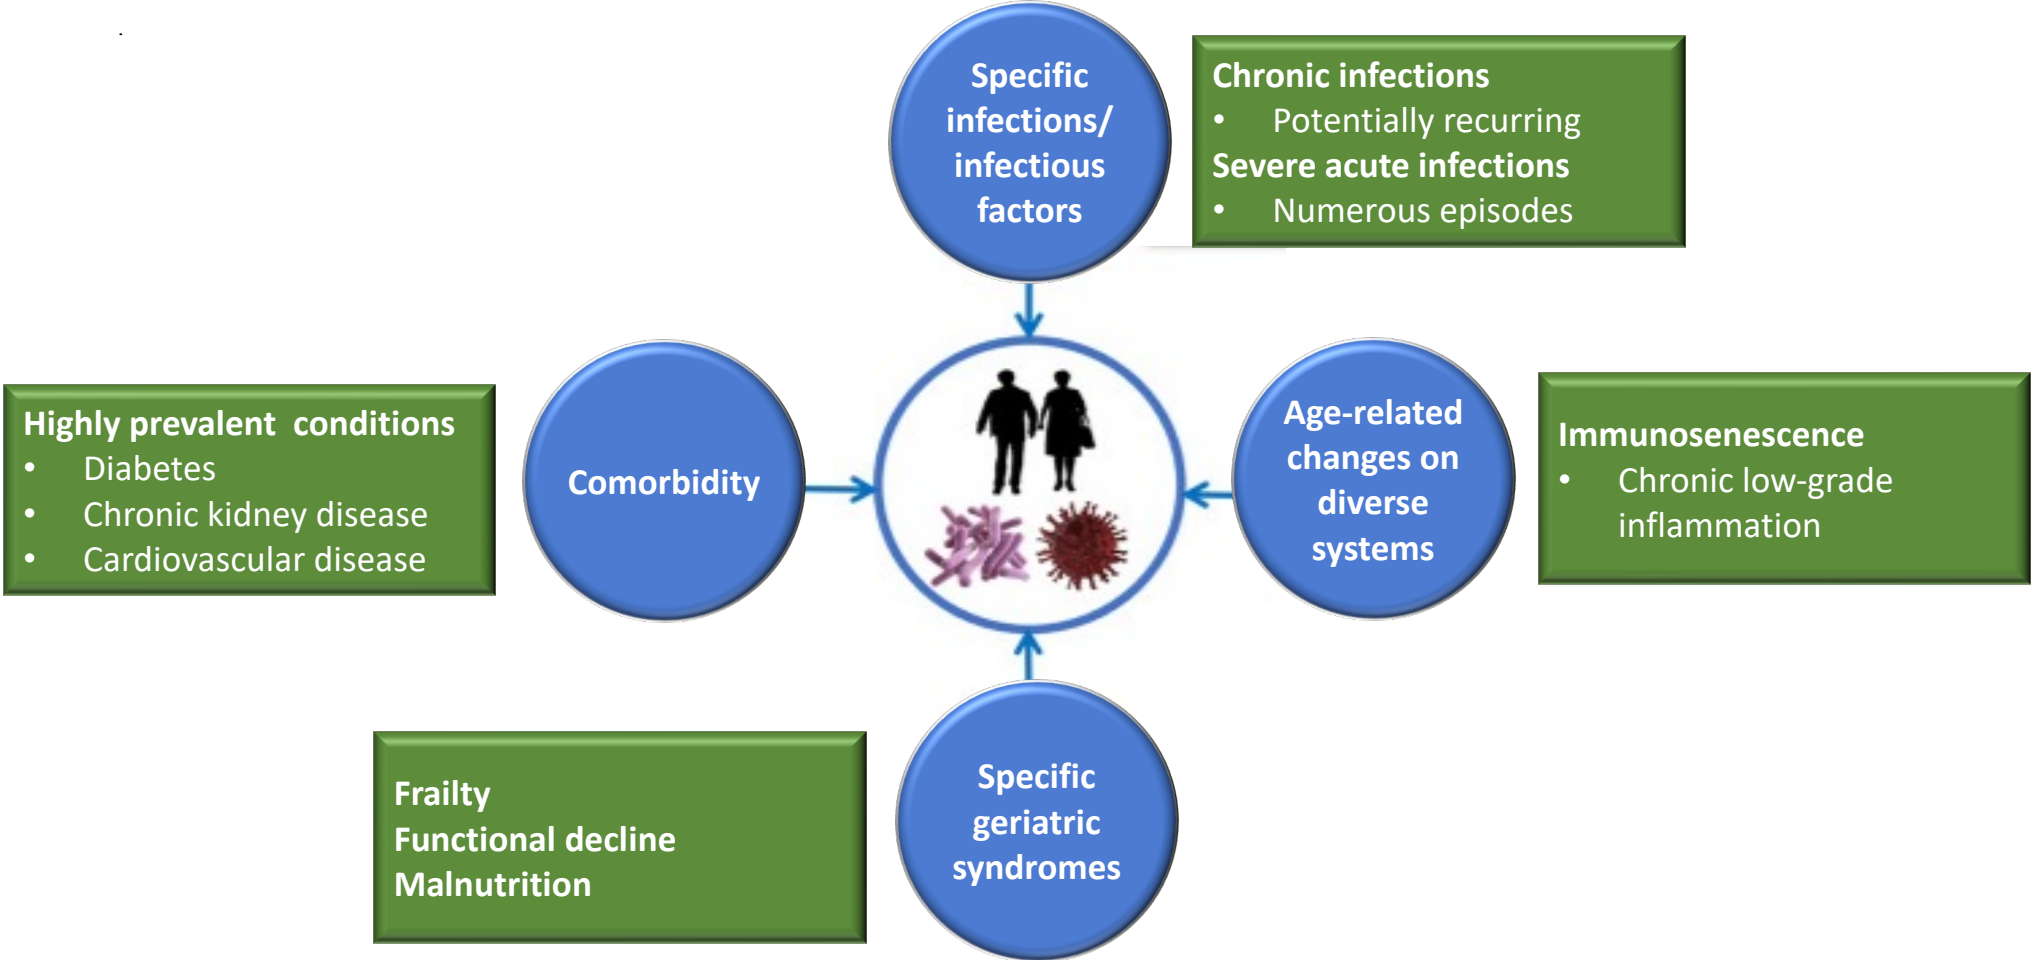 Specific
infections/
infectious
factors
Chronic infections
• Potentially recurring
Severe acute infections
• Numerous episodes
Highly prevalent conditions
• Diabetes
• Chronic kidney disease
• Cardiovascular disease
Comorbidity
Age-related
changes on
diverse
systems
Immunosenescence
• Chronic low-grade
inflammation
Frailty
Functional decline
Malnutrition
Specific
geriatric
syndromes